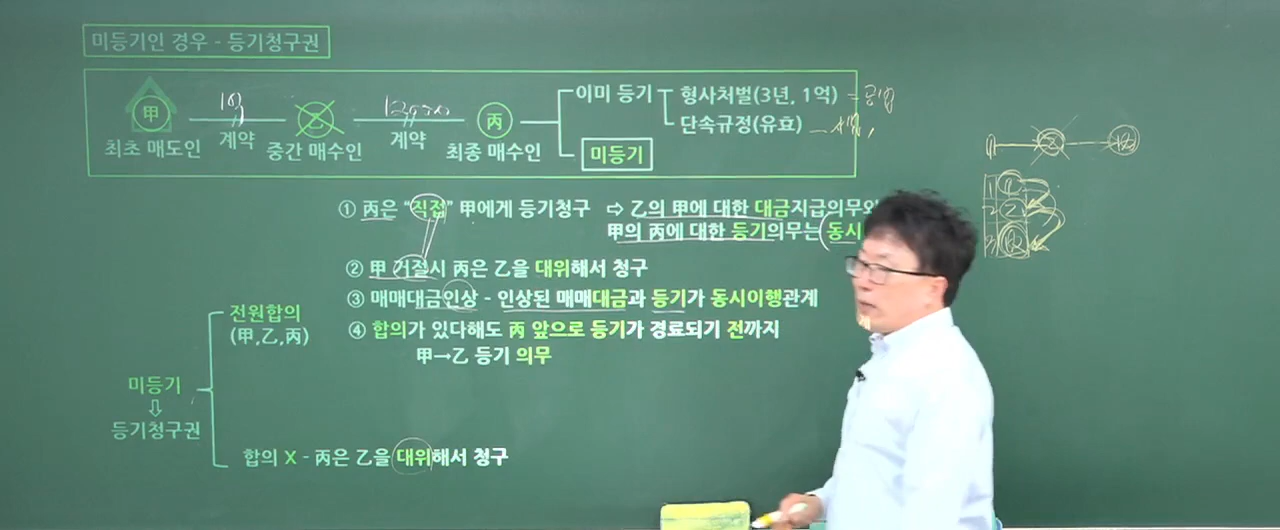 미등기인 경우 - 등기청구권
甲 乙 丙
계약 계약
최초 매도인 중간 매수인 최종 매수인
이미 등기 형사처벌(3년, 1억)
단속규정(유효)
미등기
① 丙은 "직접" 甲에게 등기청구 ⇨ 乙의 甲에 대한 대금지급의무와
甲의 丙에 대한 등기의무는 동시
② 甲 거절시 丙은 乙을 대위해서 청구
③ 매매대금인상 - 인상된 매매대금과 등기가 동시이행관계
④ 합의가 있다해도 丙 앞으로 등기가 경료되기 전까지
甲→乙 등기 의무
전원합의
(甲,乙,丙)
미등기
⇩
등기청구권
합의 X - 丙은 乙을 대위해서 청구